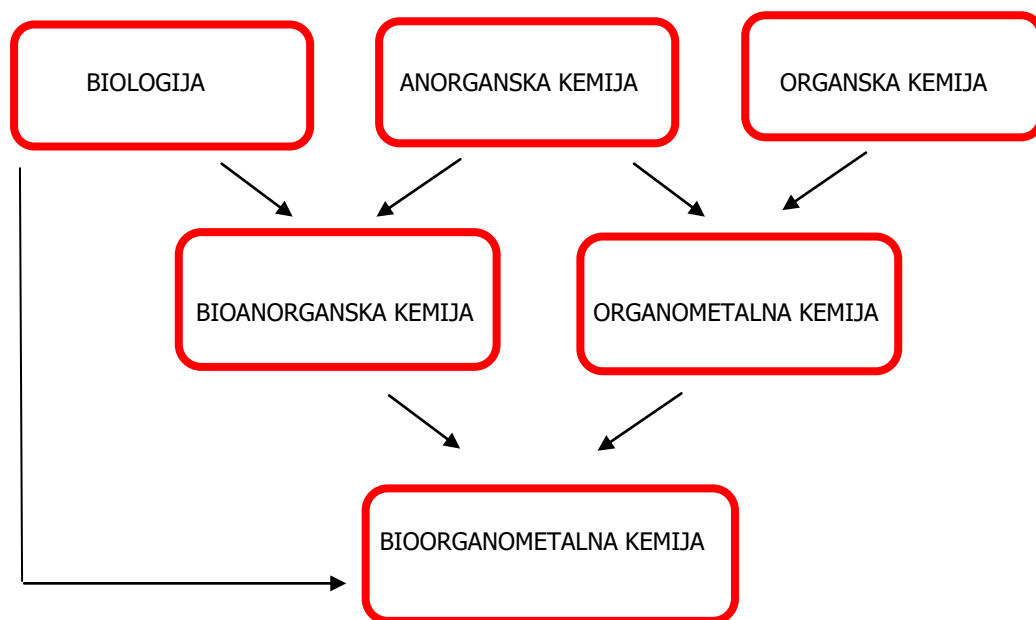 BIOLOGIJA
ANORGANSKA KEMIJA
ORGANSKA KEMIJA
BIOANORGANSKA KEMIJA
ORGANOMETALNA KEMIJA
BIOORGANOMETALNA KEMIJA